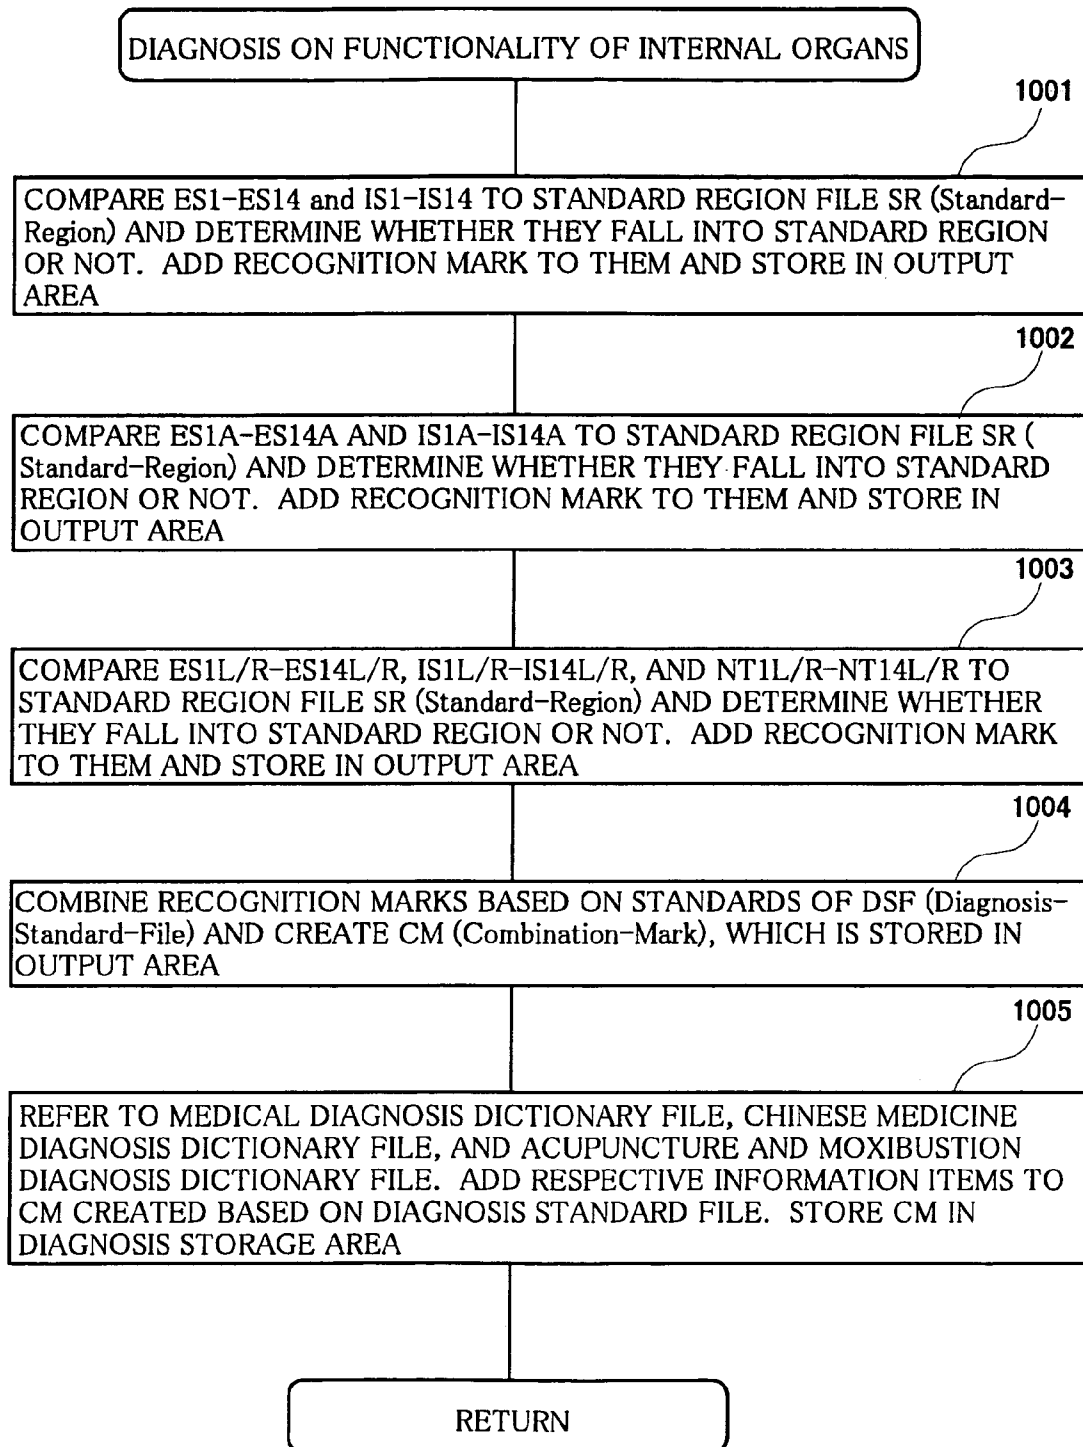 DIAGNOSIS ON FUNCTIONALITY OF INTERNAL ORGANS
1001
COMPARE ES1-ES14 and IS1-IS14 TO STANDARD REGION FILE SR (Standard-
Region) AND DETERMINE WHETHER THEY FALL INTO STANDARD REGION
OR NOT. ADD RECOGNITION MARK TO THEM AND STORE IN OUTPUT
AREA
1002
COMPARE ES1A-ES14A AND IS1A-IS14A TO STANDARD REGION FILE SR (
Standard-Region) AND DETERMINE WHETHER THEY FALL INTO STANDARD
REGION OR NOT. ADD RECOGNITION MARK TO THEM AND STORE IN
OUTPUT AREA
1003
COMPARE ES1L/R-ES14L/R, IS1L/R-IS14L/R, AND NT1L/R-NT14L/R TO
STANDARD REGION FILE SR (Standard-Region) AND DETERMINE WHETHER
THEY FALL INTO STANDARD REGION OR NOT. ADD RECOGNITION MARK
TO THEM AND STORE IN OUTPUT AREA
1004
COMBINE RECOGNITION MARKS BASED ON STANDARDS OF DSF (Diagnosis-
Standard-File) AND CREATE CM (Combination-Mark), WHICH IS STORED IN
OUTPUT AREA
1005
REFER TO MEDICAL DIAGNOSIS DICTIONARY FILE, CHINESE MEDICINE
DIAGNOSIS DICTIONARY FILE, AND ACUPUNCTURE AND MOXIBUSTION
DIAGNOSIS DICTIONARY FILE. ADD RESPECTIVE INFORMATION ITEMS TO
CM CREATED BASED ON DIAGNOSIS STANDARD FILE. STORE CM IN
DIAGNOSIS STORAGE AREA
RETURN